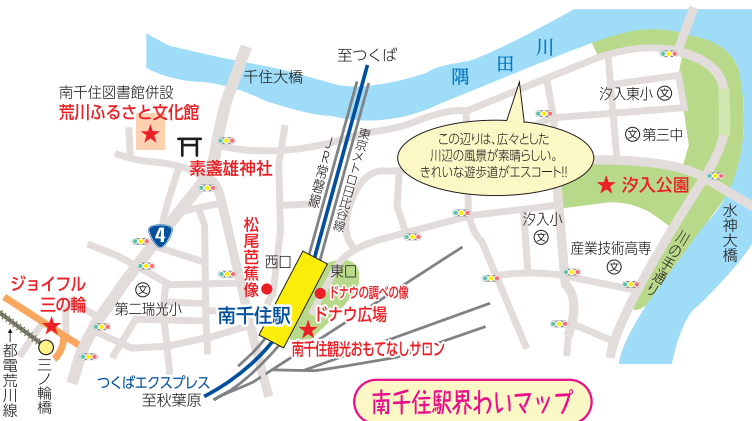 至つくば
隅田川
千住大橋
南千住図書館併設
荒川ふるさと文化館
汐入東小
文
文
第三中
この辺りは、広々とした
川辺の風景が素晴らしい。
きれいな遊歩道がエスコート!!
素盞雄神社
JR常磐線
東京メトロ日比谷線
汐入公園
水神大橋
汐入小
文
産業技術高専
文
川の手通り
4
松尾芭蕉像
西口
東口
ドナウの調べの像
ドナウ広場
南千住駅
南千住観光おもてなしサロン
ジョイフル
三の輪
文
第二瑞光小
←都電荒川線
三ノ輪橋
つくばエクスプレス
至秋葉原
南千住駅界わいマップ